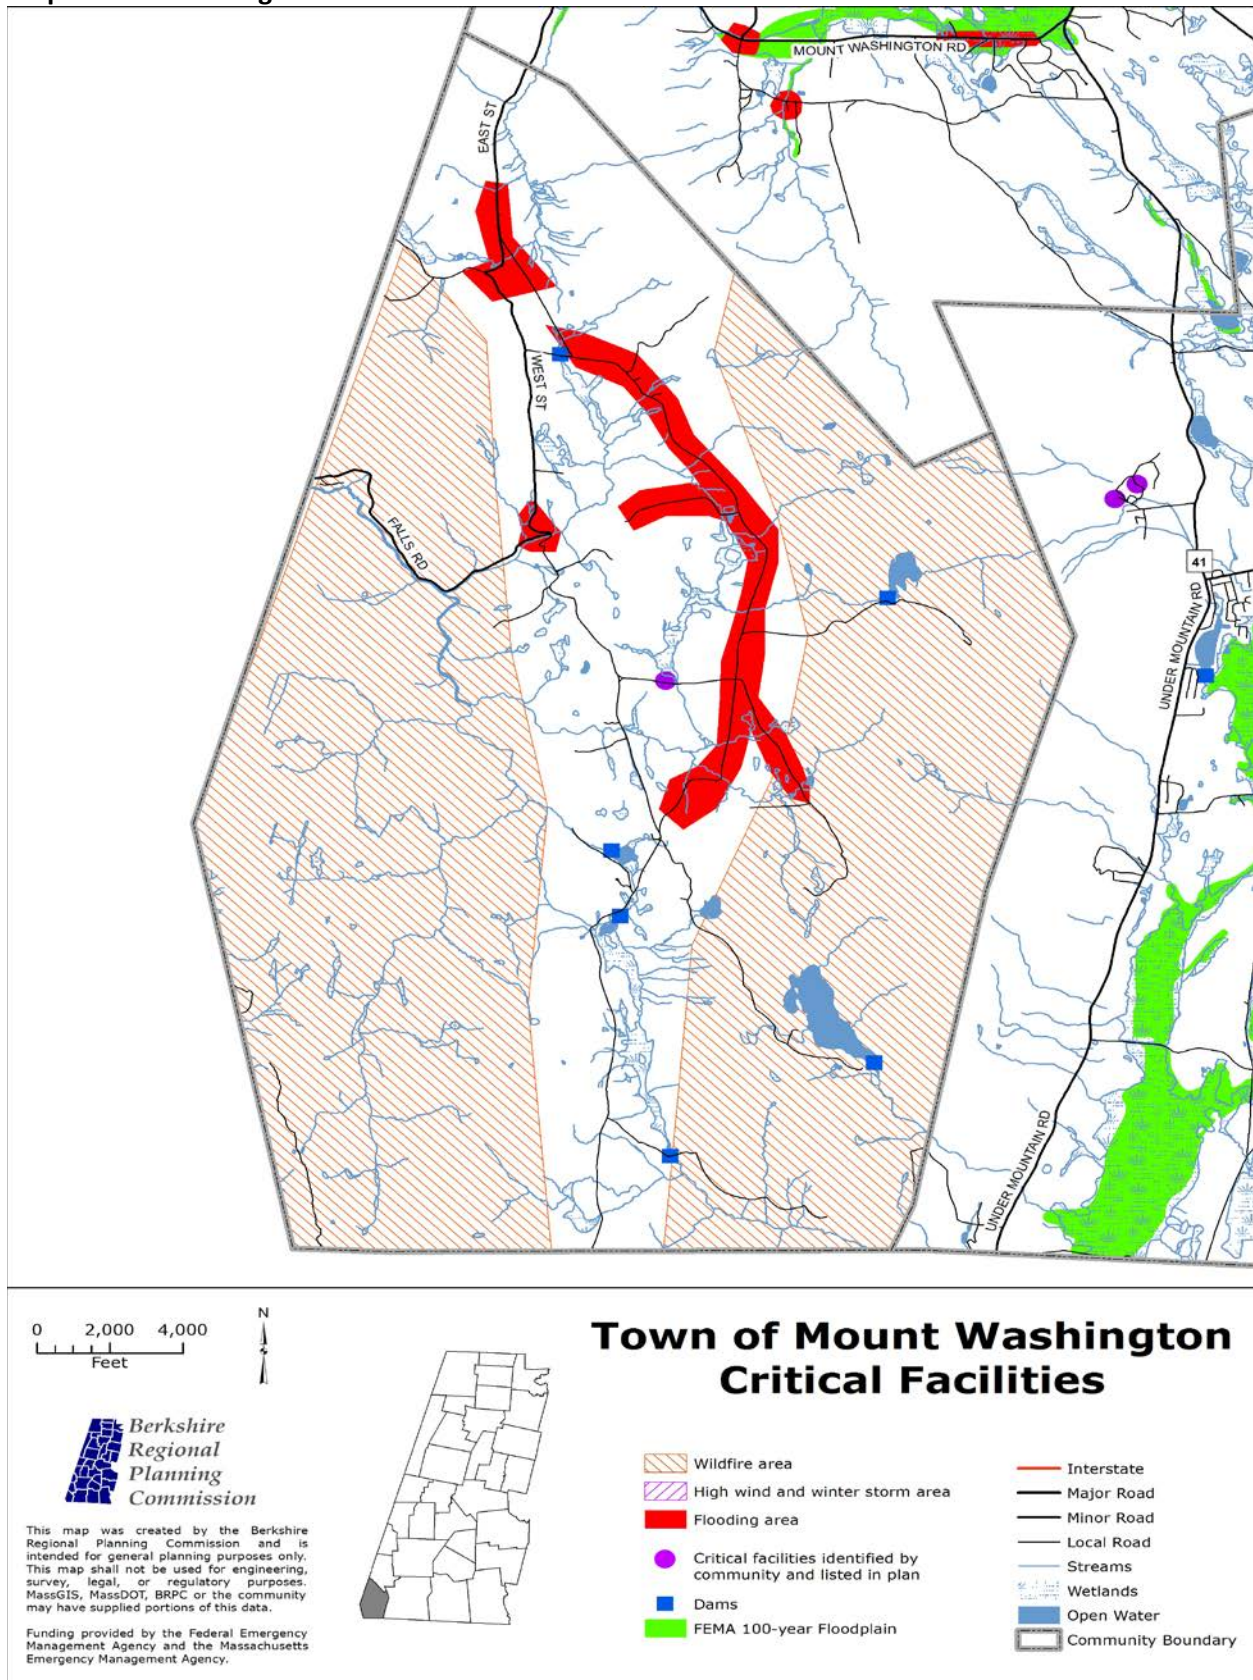 MOUNT WASHINGTON RD
EAST ST
WEST ST
FALLS RD
41
UNDER MOUNTAIN RD
UNDER MOUNTAIN RD
0 2,000 4,000
Feet
N
Berkshire
Regional
Planning
Commission
This map was created by the Berkshire
Regional Planning Commission and is
intended for general planning purposes only.
This map shall not be used for engineering,
survey, legal, or regulatory purposes.
MassGIS, MassDOT, BRPC or the community
may have supplied portions of this data.
Funding provided by the Federal Emergency
Management Agency and the Massachusetts
Emergency Management Agency.
Town of Mount Washington
Critical Facilities
Wildfire area
High wind and winter storm area
Flooding area
Critical facilities identified by
community and listed in plan
Dams
FEMA 100-year Floodplain
Interstate
Major Road
Minor Road
Local Road
Streams
Wetlands
Open Water
Community Boundary